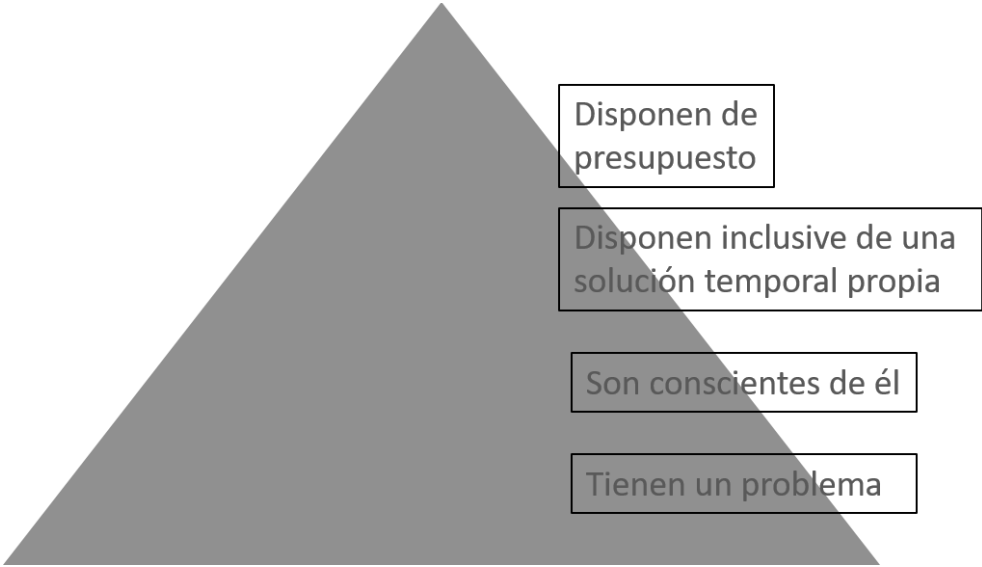 Disponen de
presupuesto
Disponen inclusive de una
solución temporal propia
Son conscientes de él
Tienen un problema